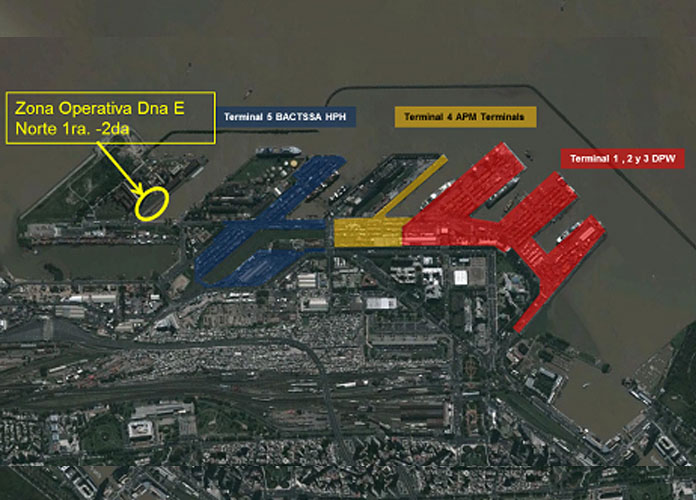 Zona Operativa Dna E
Norte 1ra. -2da
Terminal 5 BACTSSA HPH
Terminal 4 APM Terminals
Terminal 1 , 2 y 3 DPW